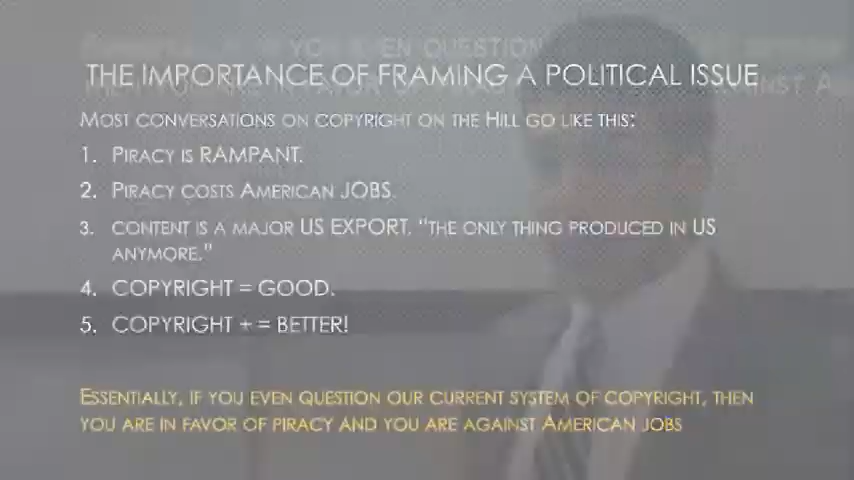 THE IMPORTANCE OF FRAMING A POLITICAL ISSUE
MOST CONVERSATIONS ON COPYRIGHT ON THE HILL GO LIKE THIS:
1. PIRACY IS RAMPANT.
2. PIRACY COSTS AMERICAN JOBS.
3. CONTENT IS A MAJOR US EXPORT. "THE ONLY THING PRODUCED IN US
ANYMORE."
4. COPYRIGHT = GOOD.
5. COPYRIGHT + = BETTER!
ESSENTIALLY, IF YOU EVEN QUESTION OUR CURRENT SYSTEM OF COPYRIGHT, THEN
YOU ARE IN FAVOR OF PIRACY AND YOU ARE AGAINST AMERICAN JOBS